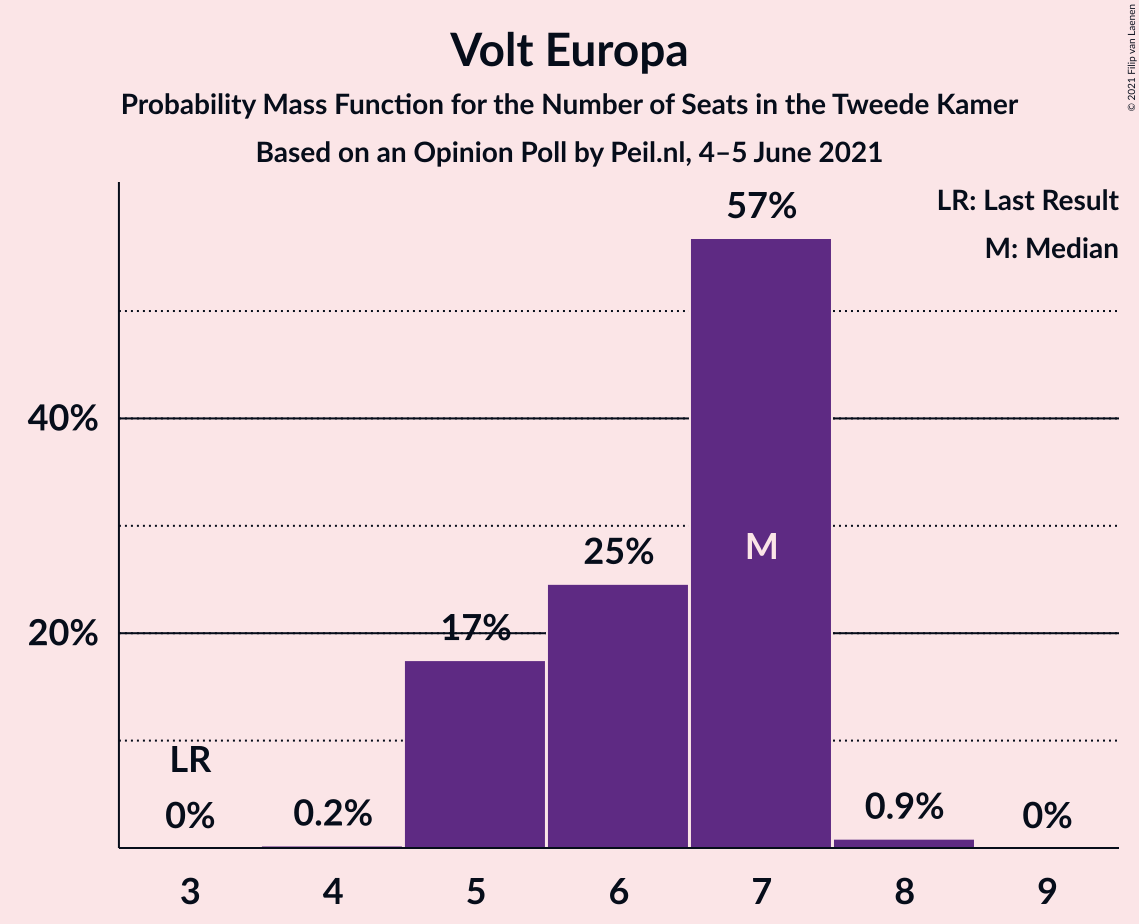 Volt Europa
Probability Mass Function for the Number of Seats in the Tweede Kamer
Based on an Opinion Poll by Peil.nl, 4–5 June 2021
© 2021 Filip van Laenen
LR: Last Result
M: Median
57%
40%
25%
M
20%
17%
LR
0%
0.2%
0.9%
0%
3 4 5 6 7 8 9